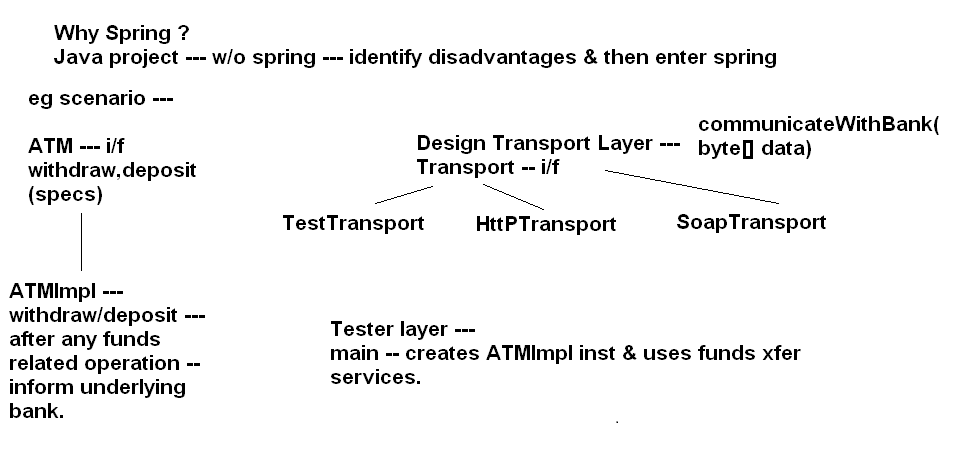 Why Spring ?
Java project --- w/o spring --- identify disadvantages & then enter spring
eg scenario ---
ATM --- i/f
withdraw,deposit
(specs)
Design Transport Layer ---
Transport -- i/f
communicateWithBank(
byte[] data)
TestTransport
HttPTransport
SoapTransport
ATMImpl ---
withdraw/deposit ---
after any funds
related operation --
inform underlying
bank.
Tester layer ---
main -- creates ATMImpl inst & uses funds xfer
services.